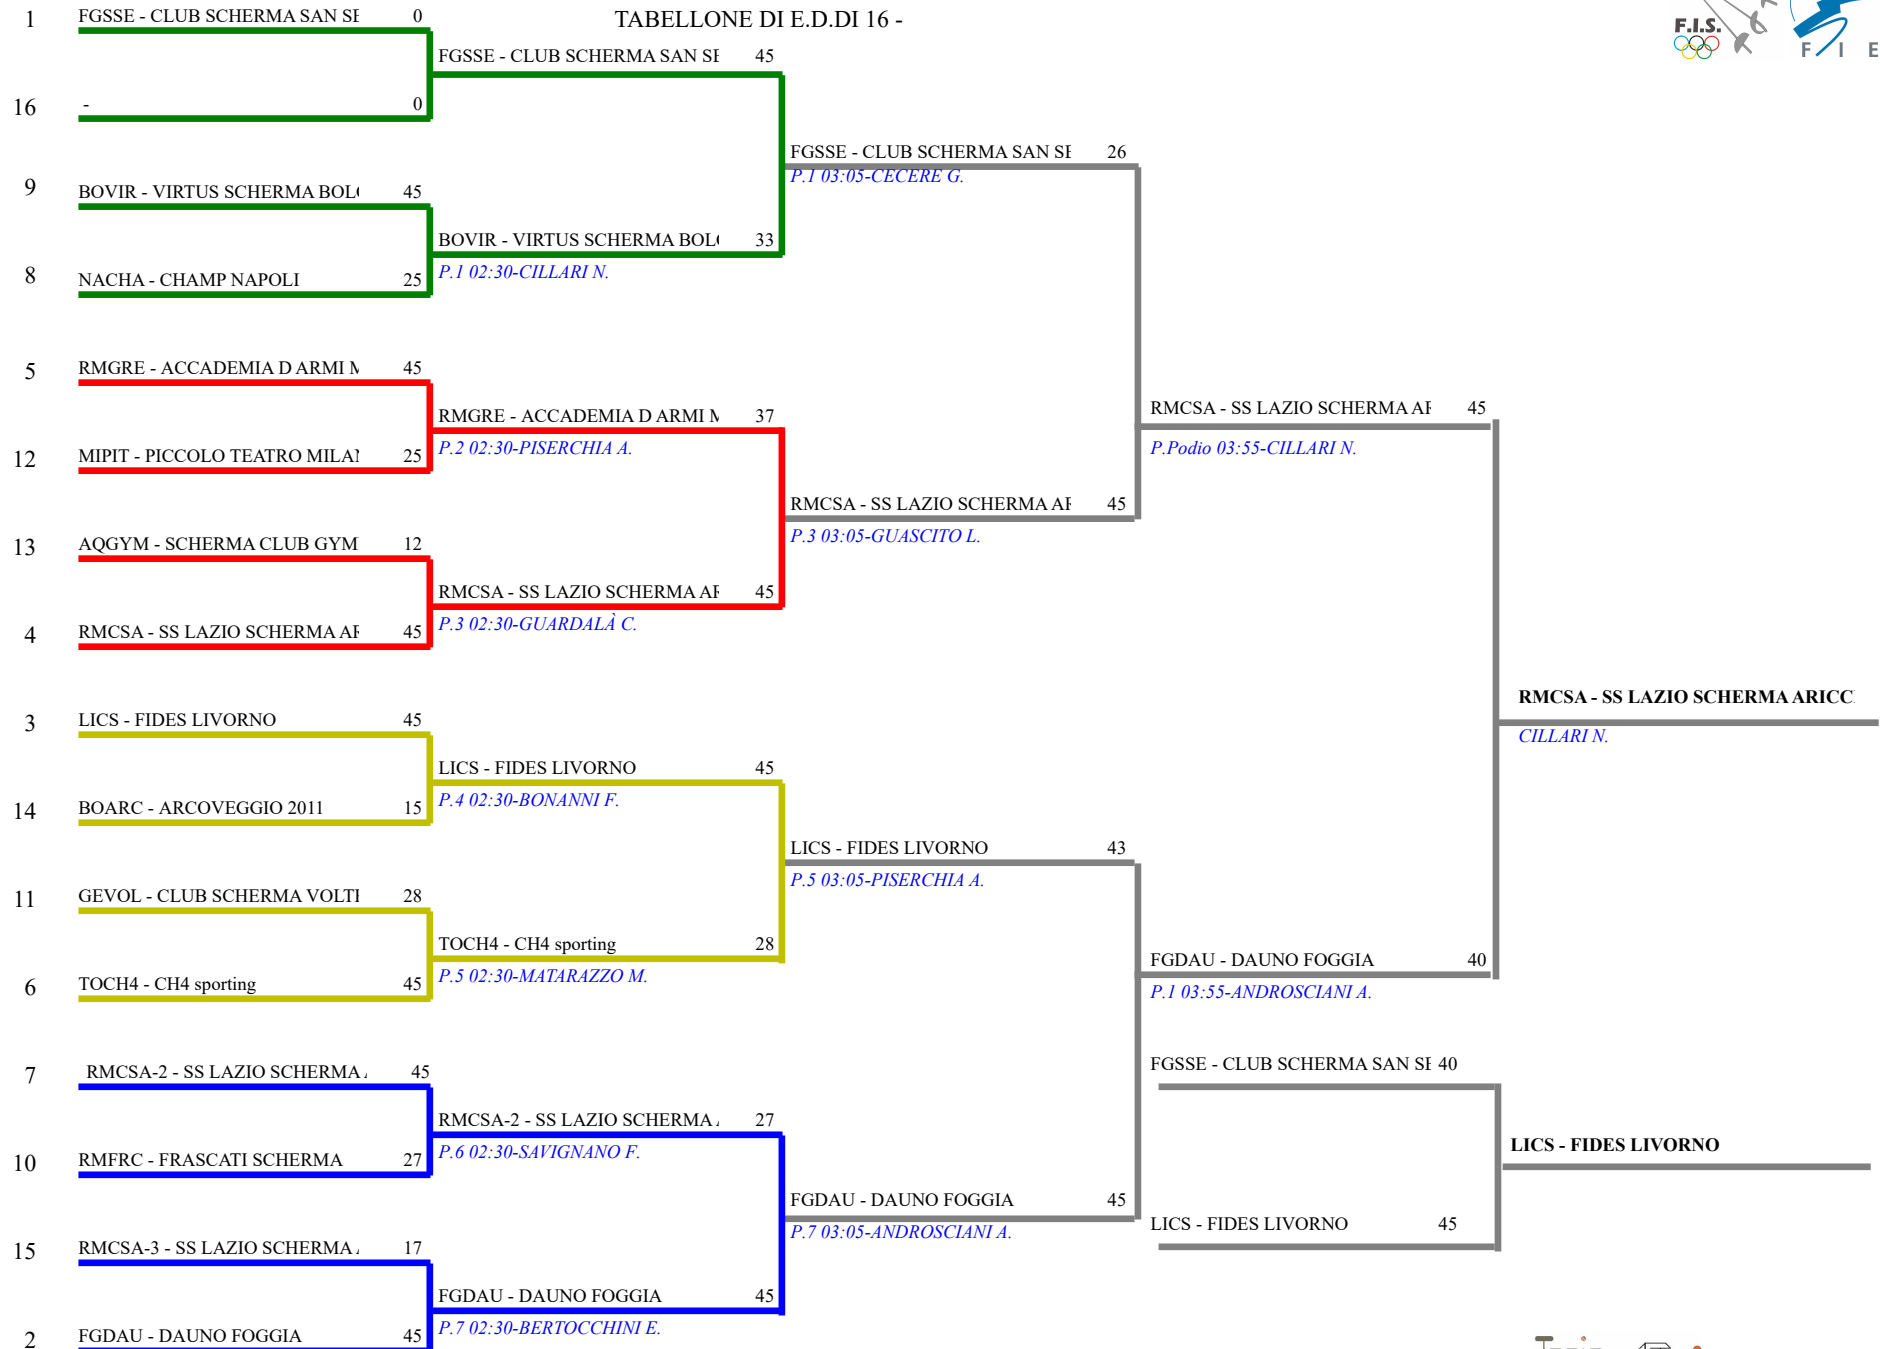 TABELLONE DI E.D.DI 16 -
F.I.S.
F I E
1 FGSSE - CLUB SCHERMA SAN SE 0
16 - 0
9 BOVIR - VIRTUS SCHERMA BOLO 45
8 NACHA - CHAMP NAPOLI 25
5 RMGRE - ACCADEMIA D ARMI M 45
12 MIPIT - PICCOLO TEATRO MILAN 25
13 AQGYM - SCHERMA CLUB GYM 12
4 RMCSA - SS LAZIO SCHERMA AR 45
3 LICS - FIDES LIVORNO 45
14 BOARC - ARCOVEGGIO 2011 15
11 GEVOL - CLUB SCHERMA VOLTI 28
6 TOCH4 - CH4 sporting 45
7 RMCSA-2 - SS LAZIO SCHERMA 45
10 RMFRC - FRASCATI SCHERMA 27
15 RMCSA-3 - SS LAZIO SCHERMA 17
2 FGDAU - DAUNO FOGGIA 45
FGSSE - CLUB SCHERMA SAN SE 45
BOVIR - VIRTUS SCHERMA BOLO 33
P.1 02:30-CILLARI N.
RMGRE - ACCADEMIA D ARMI M 37
P.2 02:30-PISERCHIA A.
RMCSA - SS LAZIO SCHERMA AR 45
P.3 02:30-GUARDALÀ C.
LICS - FIDES LIVORNO 45
P.4 02:30-BONANNI F.
TOCH4 - CH4 sporting 28
P.5 02:30-MATARAZZO M.
RMCSA-2 - SS LAZIO SCHERMA 27
P.6 02:30-SAVIGNANO F.
FGDAU - DAUNO FOGGIA 45
P.7 02:30-BERTOCCHINI E.
FGSSE - CLUB SCHERMA SAN SE 26
P.1 03:05-CECERE G.
RMCSA - SS LAZIO SCHERMA AR 45
P.3 03:05-GUASCITO L.
LICS - FIDES LIVORNO 43
P.5 03:05-PISERCHIA A.
FGDAU - DAUNO FOGGIA 45
P.7 03:05-ANDROSCIANI A.
RMCSA - SS LAZIO SCHERMA AR 45
P.Podio 03:55-CILLARI N.
FGDAU - DAUNO FOGGIA 40
P.1 03:55-ANDROSCIANI A.
FGSSE - CLUB SCHERMA SAN SE 40
LICS - FIDES LIVORNO 45
RMCSA - SS LAZIO SCHERMA ARICC
CILLARI N.
LICS - FIDES LIVORNO